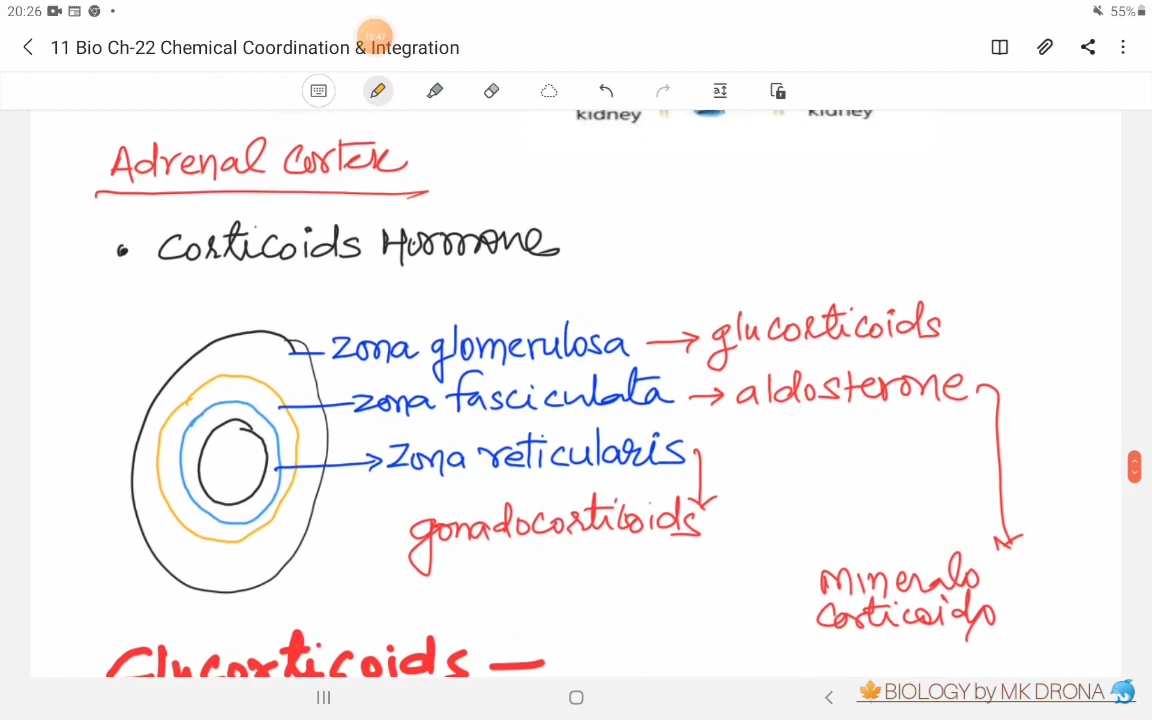 20:26
55%
11 Bio Ch-22 Chemical Coordination & Integration
kidney
kidney
Adrenal Cortex
• Corticoids Hormone
zona glomerulosa → glucorticoids
zona fasciculata → aldosterone
zona reticularis
gonadocorticoids
Mineralo
corticoids
Glucorticoids —
BIOLOGY by MK DRONA